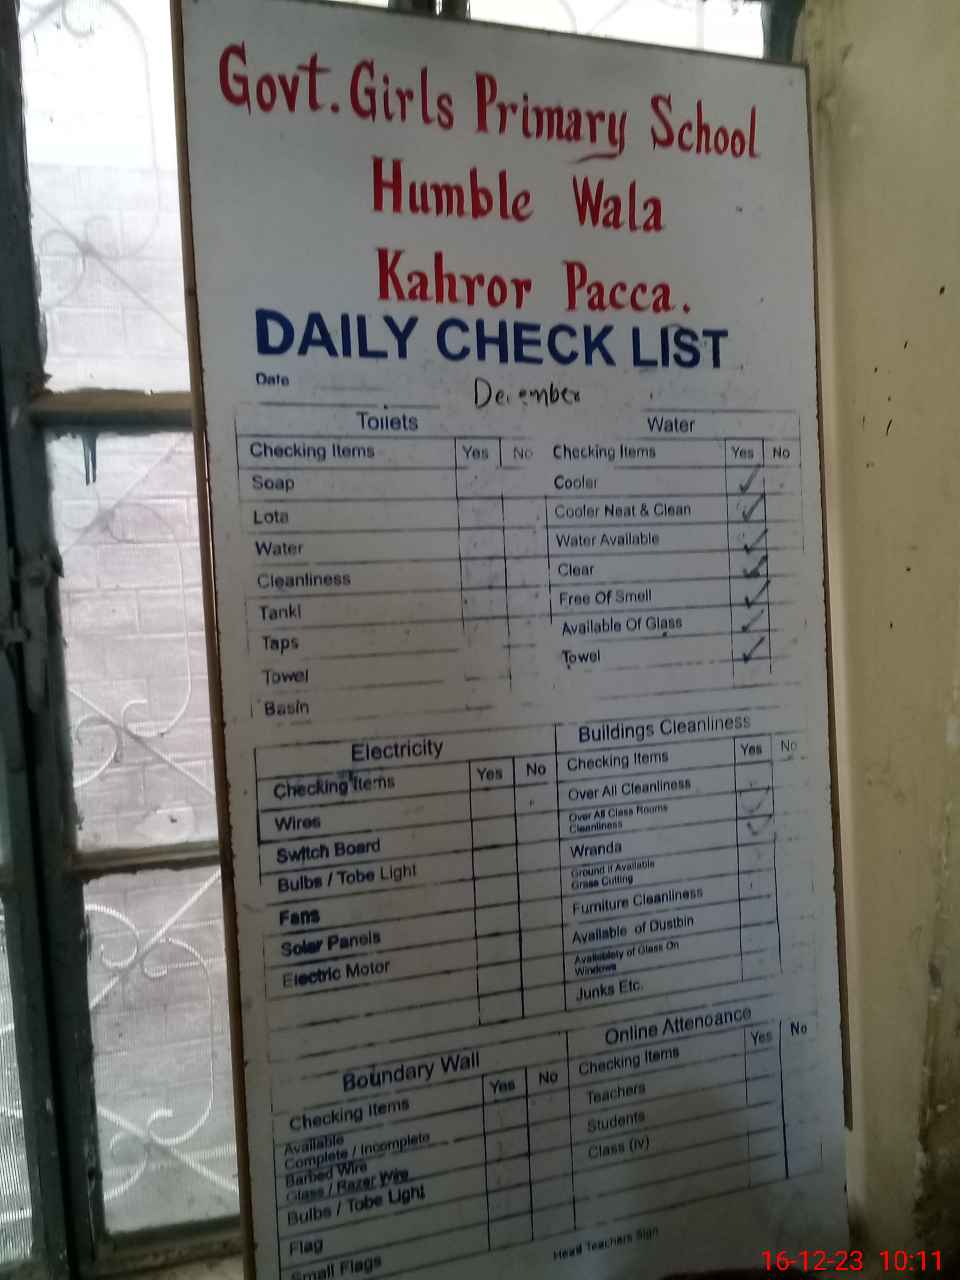 Govt. Girls Primary School
Humble Wala
Kahror Pacca.
DAILY CHECK LIST
Date
December
Toilets
Checking Items Yes No
Soap
Lota
Water
Cleanliness
Tanki
Taps
Towel
Basin
Water
Checking Items Yes No
Cooler ✓
Cooler Neat & Clean ✓
Water Available ✓
Clear ✓
Free Of Smell ✓
Available Of Glass ✓
Towel ✓
Electricity
Checking Items Yes No
Wires
Switch Board
Bulbs / Tobe Light
Fans
Solar Panels
Electric Motor
Buildings Cleanliness
Checking Items Yes No
Over All Cleanliness
Over All Class Rooms
Cleanliness
Wranda
Ground If Available
Grass Cutting
Furniture Cleanliness
Available of Dustbin
Availablety of Glass On
Windows
Junks Etc.
Boundary Wall
Checking Items Yes No
Available
Complete / Incomplete
Barbed Wire
Glass / Razer Wire
Bulbs / Tobe Light
Flag
Small Flags
Online Attendance
Checking Items Yes No
Teachers
Students
Class (iv)
Head Teachers Sign
16-12-23 10:11